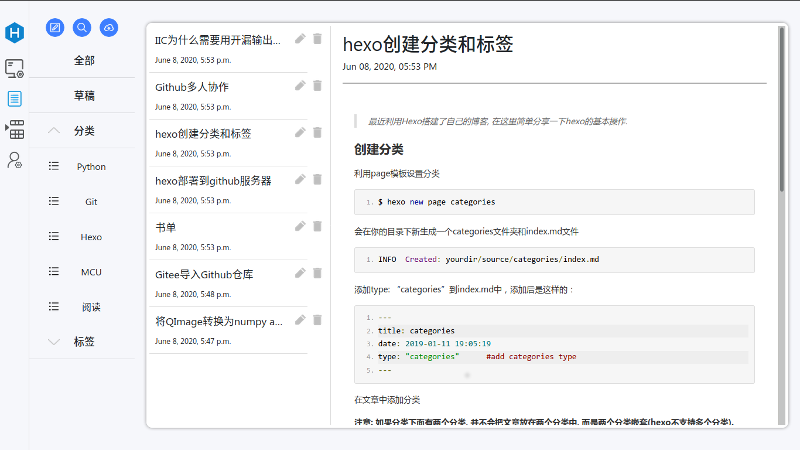 H
全部
草稿
分类
Python
Git
Hexo
MCU
阅读
标签
IIC为什么需要用开漏输出...
June 8, 2020, 5:53 p.m.
Github多人协作
June 8, 2020, 5:53 p.m.
hexo创建分类和标签
June 8, 2020, 5:53 p.m.
hexo部署到github服务器
June 8, 2020, 5:53 p.m.
书单
June 8, 2020, 5:53 p.m.
Gitee导入Github仓库
June 8, 2020, 5:48 p.m.
将QImage转换为numpy a...
June 8, 2020, 5:47 p.m.
hexo创建分类和标签
Jun 08, 2020, 05:53 PM
最近利用Hexo搭建了自己的博客, 在这里简单分享一下hexo的基本操作.
创建分类
利用page模板设置分类
1. $ hexo new page categories
会在你的目录下新生成一个categories文件夹和index.md文件
1. INFO  Created: yourdir/source/categories/index.md
添加type: "categories" 到index.md中，添加后是这样的：
1. ---
2. title: categories
3. date: 2019-01-11 19:05:19
4. type: "categories"      #add categories type
5. ---
在文章中添加分类
注意: 如果分类下面有两个分类, 并不会把文章放在两个分类中, 而是两个分类嵌套(hexo不支持多个分类).